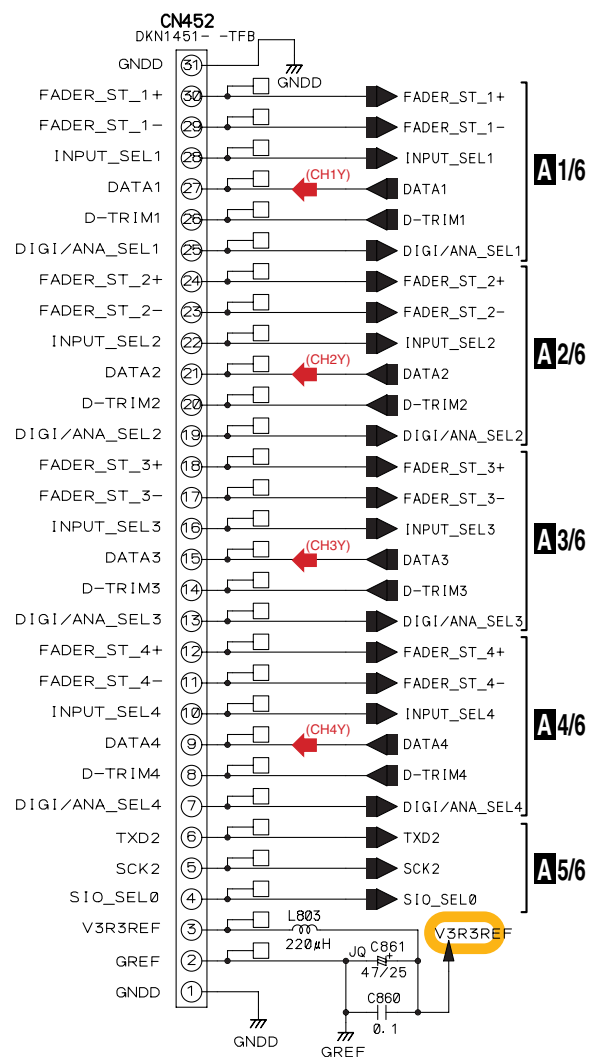 CN452
DKN1451- -TFB
GNDD 31 GNDD
FADER_ST_1+ 30 FADER_ST_1+
FADER_ST_1- 29 FADER_ST_1-
INPUT_SEL1 28 INPUT_SEL1
DATA1 27 (CH1Y) DATA1
D-TRIM1 26 D-TRIM1
DIGI/ANA_SEL1 25 DIGI/ANA_SEL1
A 1/6
FADER_ST_2+ 24 FADER_ST_2+
FADER_ST_2- 23 FADER_ST_2-
INPUT_SEL2 22 INPUT_SEL2
DATA2 21 (CH2Y) DATA2
D-TRIM2 20 D-TRIM2
DIGI/ANA_SEL2 19 DIGI/ANA_SEL2
A 2/6
FADER_ST_3+ 18 FADER_ST_3+
FADER_ST_3- 17 FADER_ST_3-
INPUT_SEL3 16 INPUT_SEL3
DATA3 15 (CH3Y) DATA3
D-TRIM3 14 D-TRIM3
DIGI/ANA_SEL3 13 DIGI/ANA_SEL3
A 3/6
FADER_ST_4+ 12 FADER_ST_4+
FADER_ST_4- 11 FADER_ST_4-
INPUT_SEL4 10 INPUT_SEL4
DATA4 9 (CH4Y) DATA4
D-TRIM4 8 D-TRIM4
DIGI/ANA_SEL4 7 DIGI/ANA_SEL4
A 4/6
TXD2 6 TXD2
SCK2 5 SCK2
SIO_SEL0 4 SIO_SEL0
A 5/6
V3R3REF 3 L803 V3R3REF
220μH
GREF 2 JQ C861 +
47/25
GNDD 1 C860
0.1
GNDD
GREF